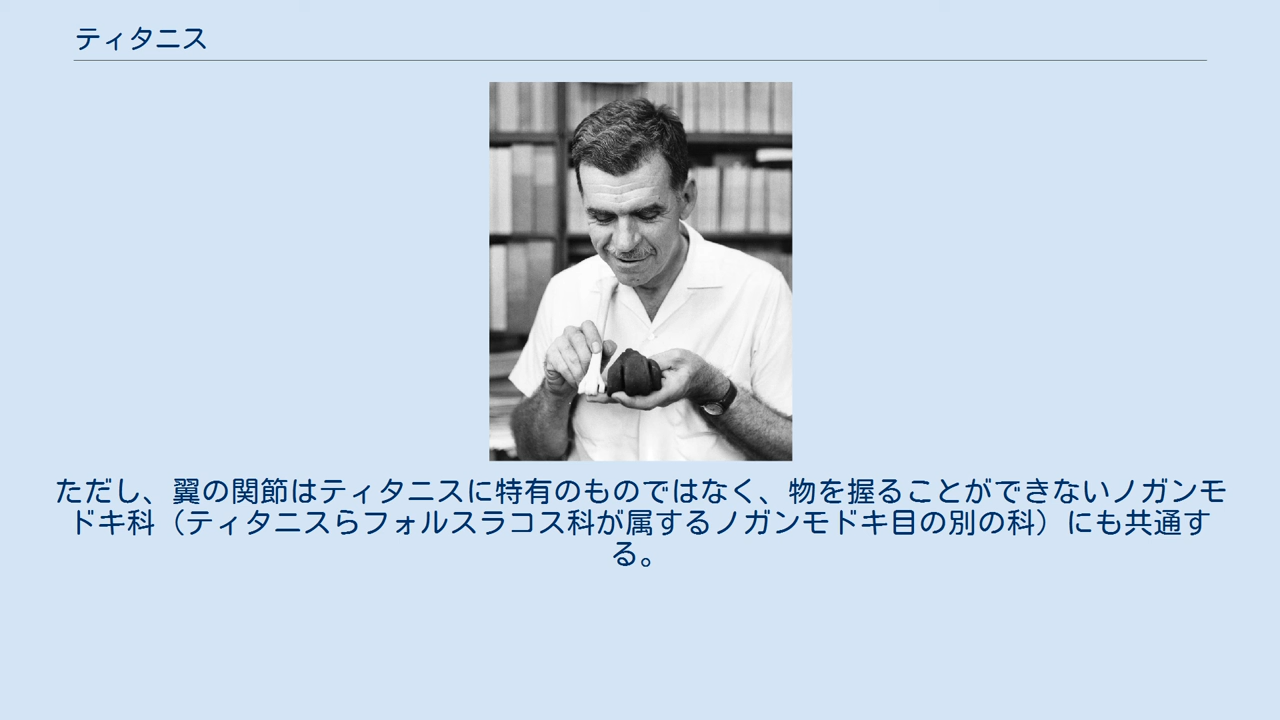 ティタニス
ただし、翼の関節はティタニスに特有のものではなく、物を握ることができないノガンモ
ドキ科（ティタニスらフォルスラコス科が属するノガンモドキ目の別の科）にも共通す
る。